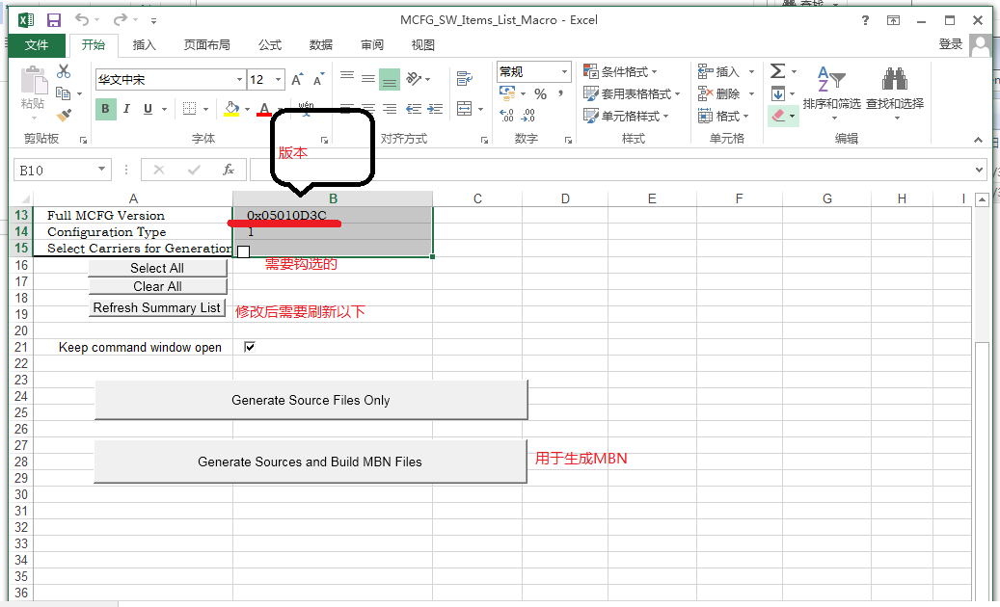 MCFG_SW_Items_List_Macro - Excel
文件 开始 插入 页面布局 公式 数据 审阅 视图 登录
华文中宋 12 A A 常规 条件格式 插入 Σ
粘贴 套用表格格式 删除 排序和筛选 查找和选择
B I U A wén % 单元格样式 格式
剪贴板 字体 对齐方式 数字 样式 单元格 编辑
版本
B10 fx
A B C D E F G H I
13 Full MCFG Version 0x05010D3C
14 Configuration Type 1
15 Select Carriers for Generation
16 Select All 需要钩选的
17 Clear All
18
19 Refresh Summary List 修改后需要刷新以下
20
21 Keep command window open
22
23
24 Generate Source Files Only
25
26
27
28 Generate Sources and Build MBN Files 用于生成MBN
29
30
31
32
33
34
35
36